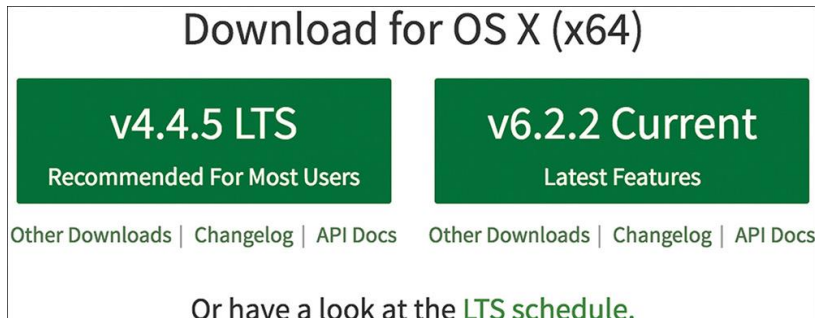 Download for OS X (x64)
v4.4.5 LTS
Recommended For Most Users
Other Downloads | Changelog | API Docs
v6.2.2 Current
Latest Features
Other Downloads | Changelog | API Docs
Or have a look at the LTS schedule.